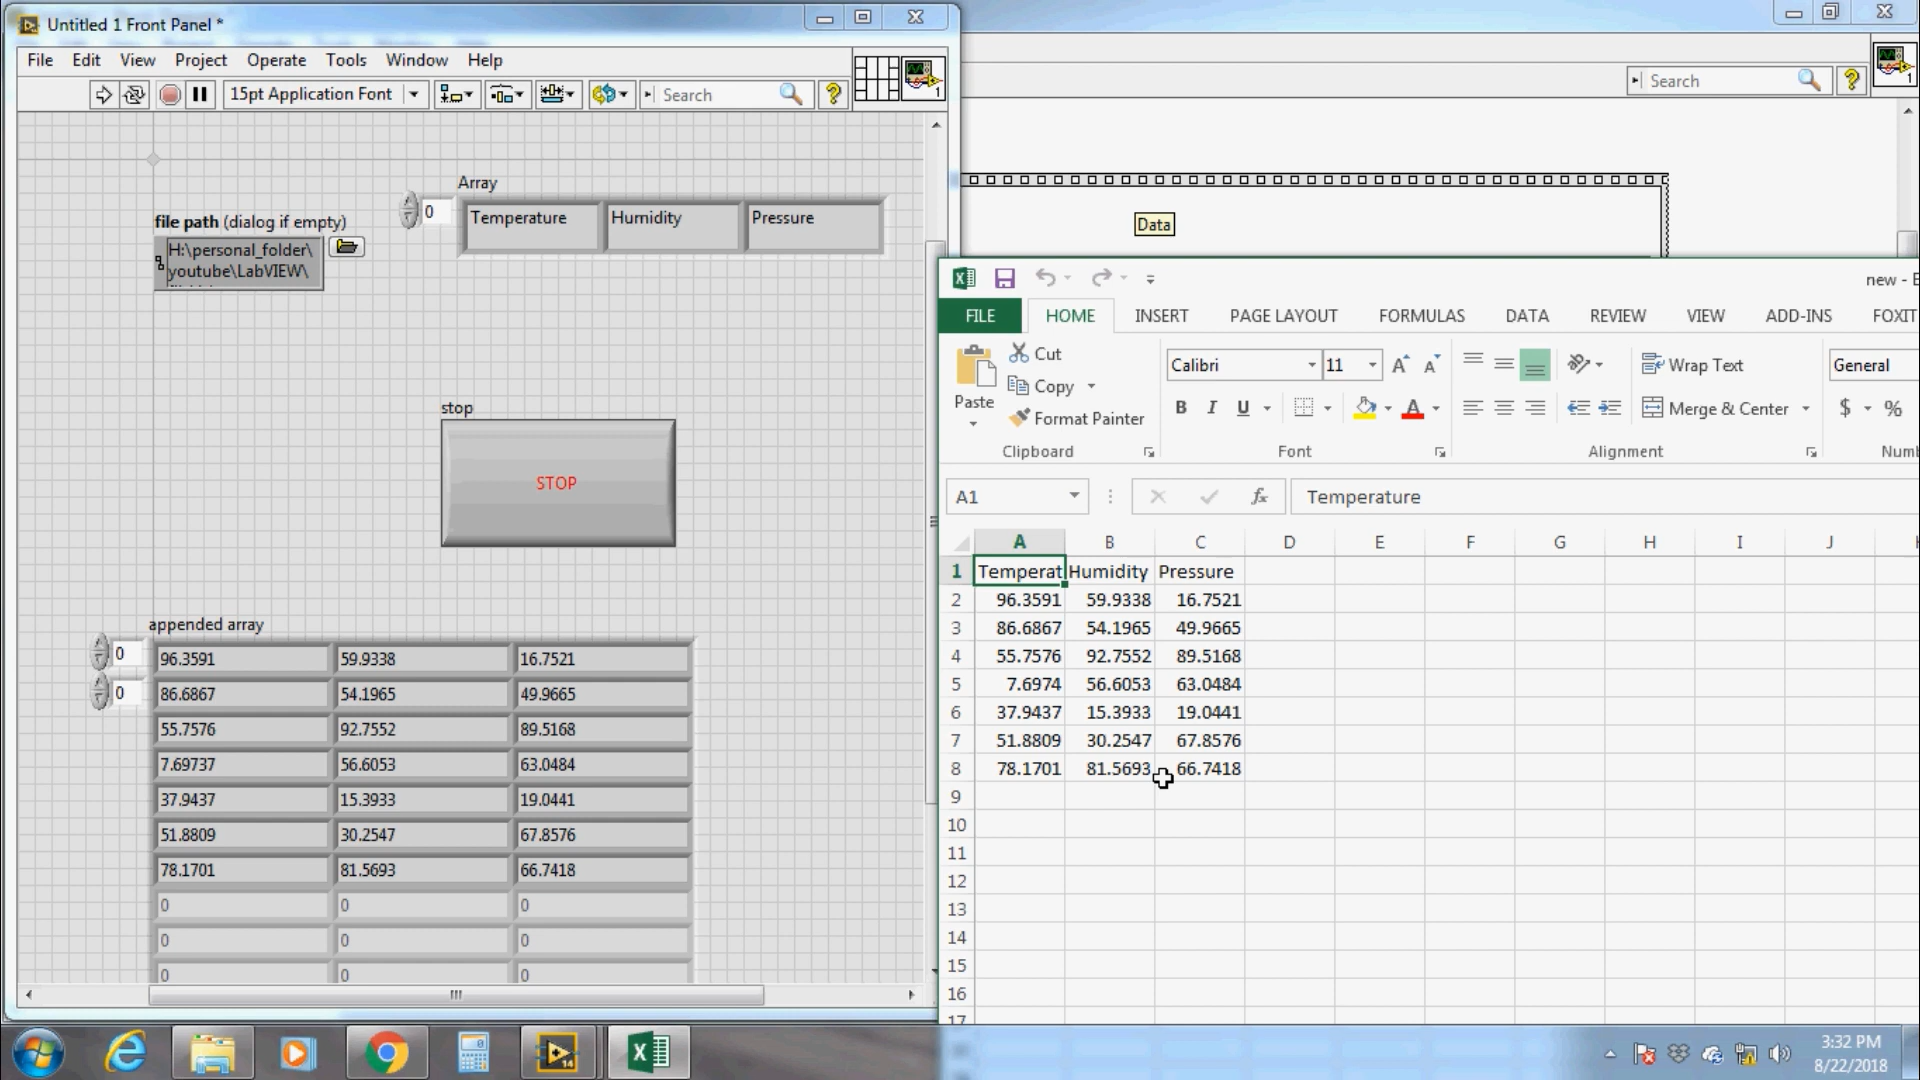 Untitled 1 Front Panel *
File Edit View Project Operate Tools Window Help
15pt Application Font Search ? 1
Array
0 Temperature Humidity Pressure
file path (dialog if empty)
H:\personal_folder\
youtube\LabVIEW\
stop
STOP
appended array
0 96.3591 59.9338 16.7521
0 86.6867 54.1965 49.9665
55.7576 92.7552 89.5168
7.69737 56.6053 63.0484
37.9437 15.3933 19.0441
51.8809 30.2547 67.8576
78.1701 81.5693 66.7418
0 0 0
0 0 0
0 0 0
Search ? 1
Data
new - E
FILE HOME INSERT PAGE LAYOUT FORMULAS DATA REVIEW VIEW ADD-INS FOXIT
Paste
Cut
Copy
Format Painter
Calibri 11 A A
B I U A
Wrap Text
Merge & Center
General
$ %
Clipboard Font Alignment Numb
A1 fx Temperature
A B C D E F G H I J
1 Temperat Humidity Pressure
2 96.3591 59.9338 16.7521
3 86.6867 54.1965 49.9665
4 55.7576 92.7552 89.5168
5 7.6974 56.6053 63.0484
6 37.9437 15.3933 19.0441
7 51.8809 30.2547 67.8576
8 78.1701 81.5693 66.7418
9
10
11
12
13
14
15
16
17
14
3:32 PM
8/22/2018